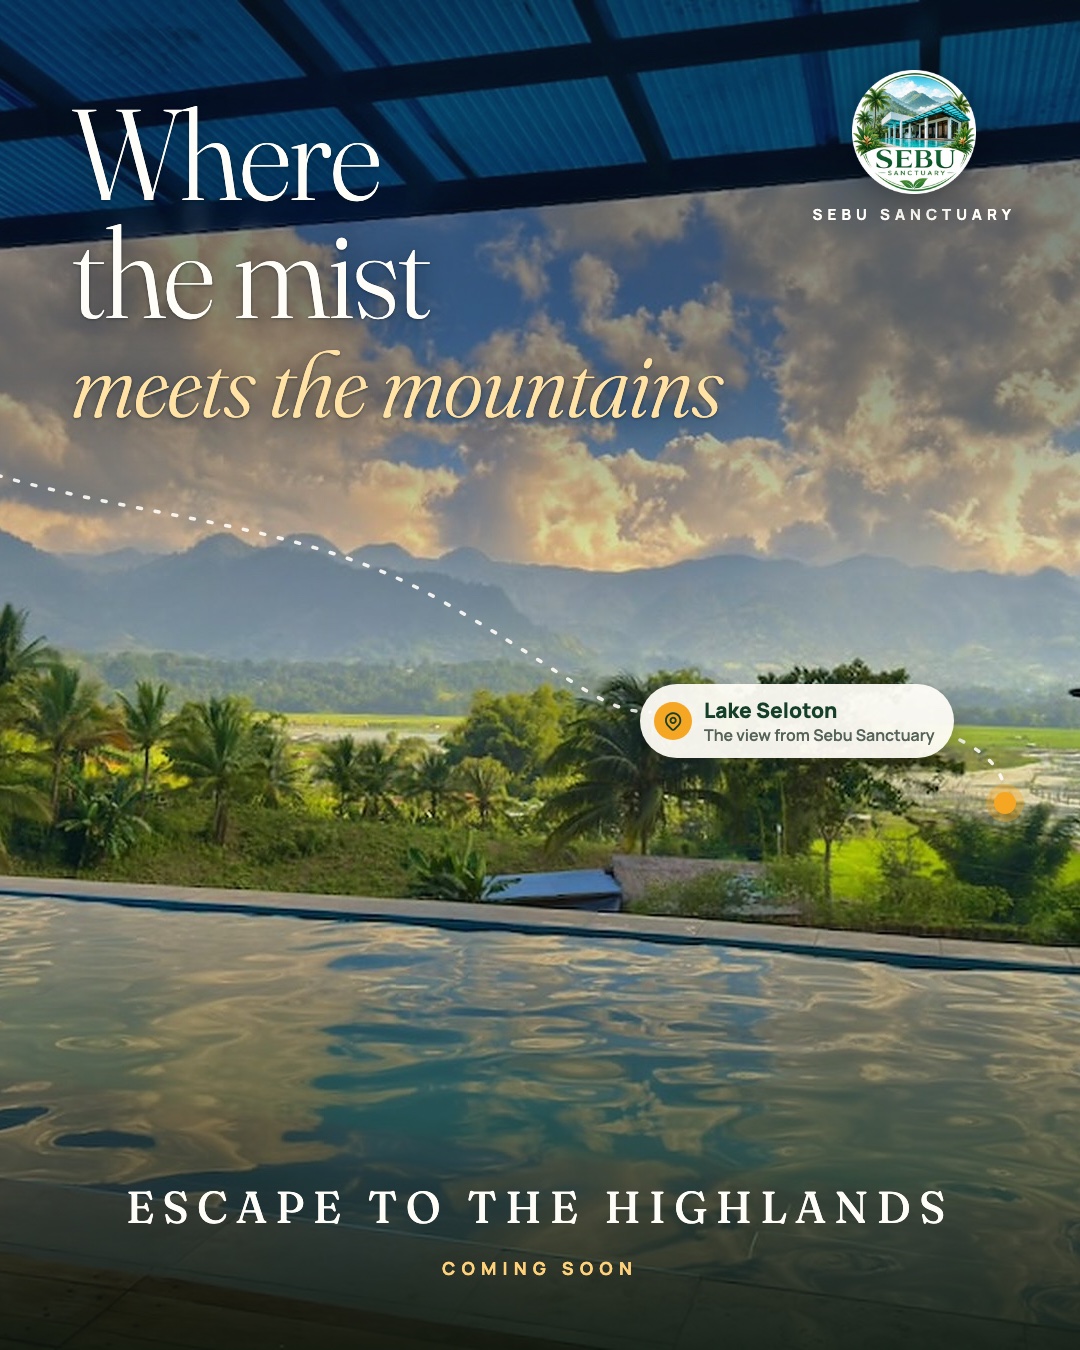 Where
the mist
meets the mountains
SEBU
SANCTUARY
SEBU SANCTUARY
Lake Seloton
The view from Sebu Sanctuary
ESCAPE TO THE HIGHLANDS
COMING SOON